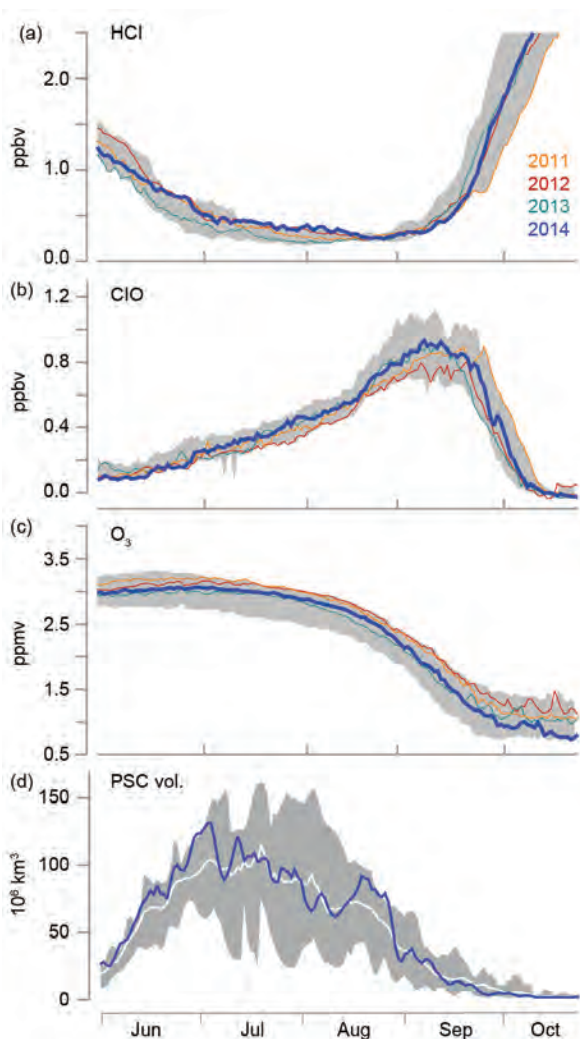 (a) HCl
ppbv
2.0
1.0
0.0
2011
2012
2013
2014
(b) ClO
ppbv
1.2
0.8
0.4
0.0
(c) O₃
ppmv
3.5
2.5
1.5
0.5
(d) PSC vol.
10⁶ km³
150
100
50
0
Jun Jul Aug Sep Oct